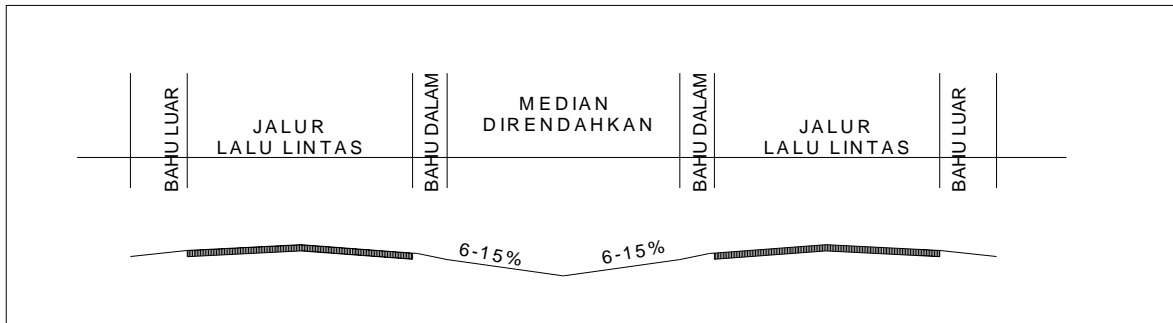 BAHU LUAR
JALUR
LALU LINTAS
BAHU DALAM
MEDIAN
DIRENDAHKAN
BAHU DALAM
JALUR
LALU LINTAS
BAHU LUAR
6-15%
6-15%